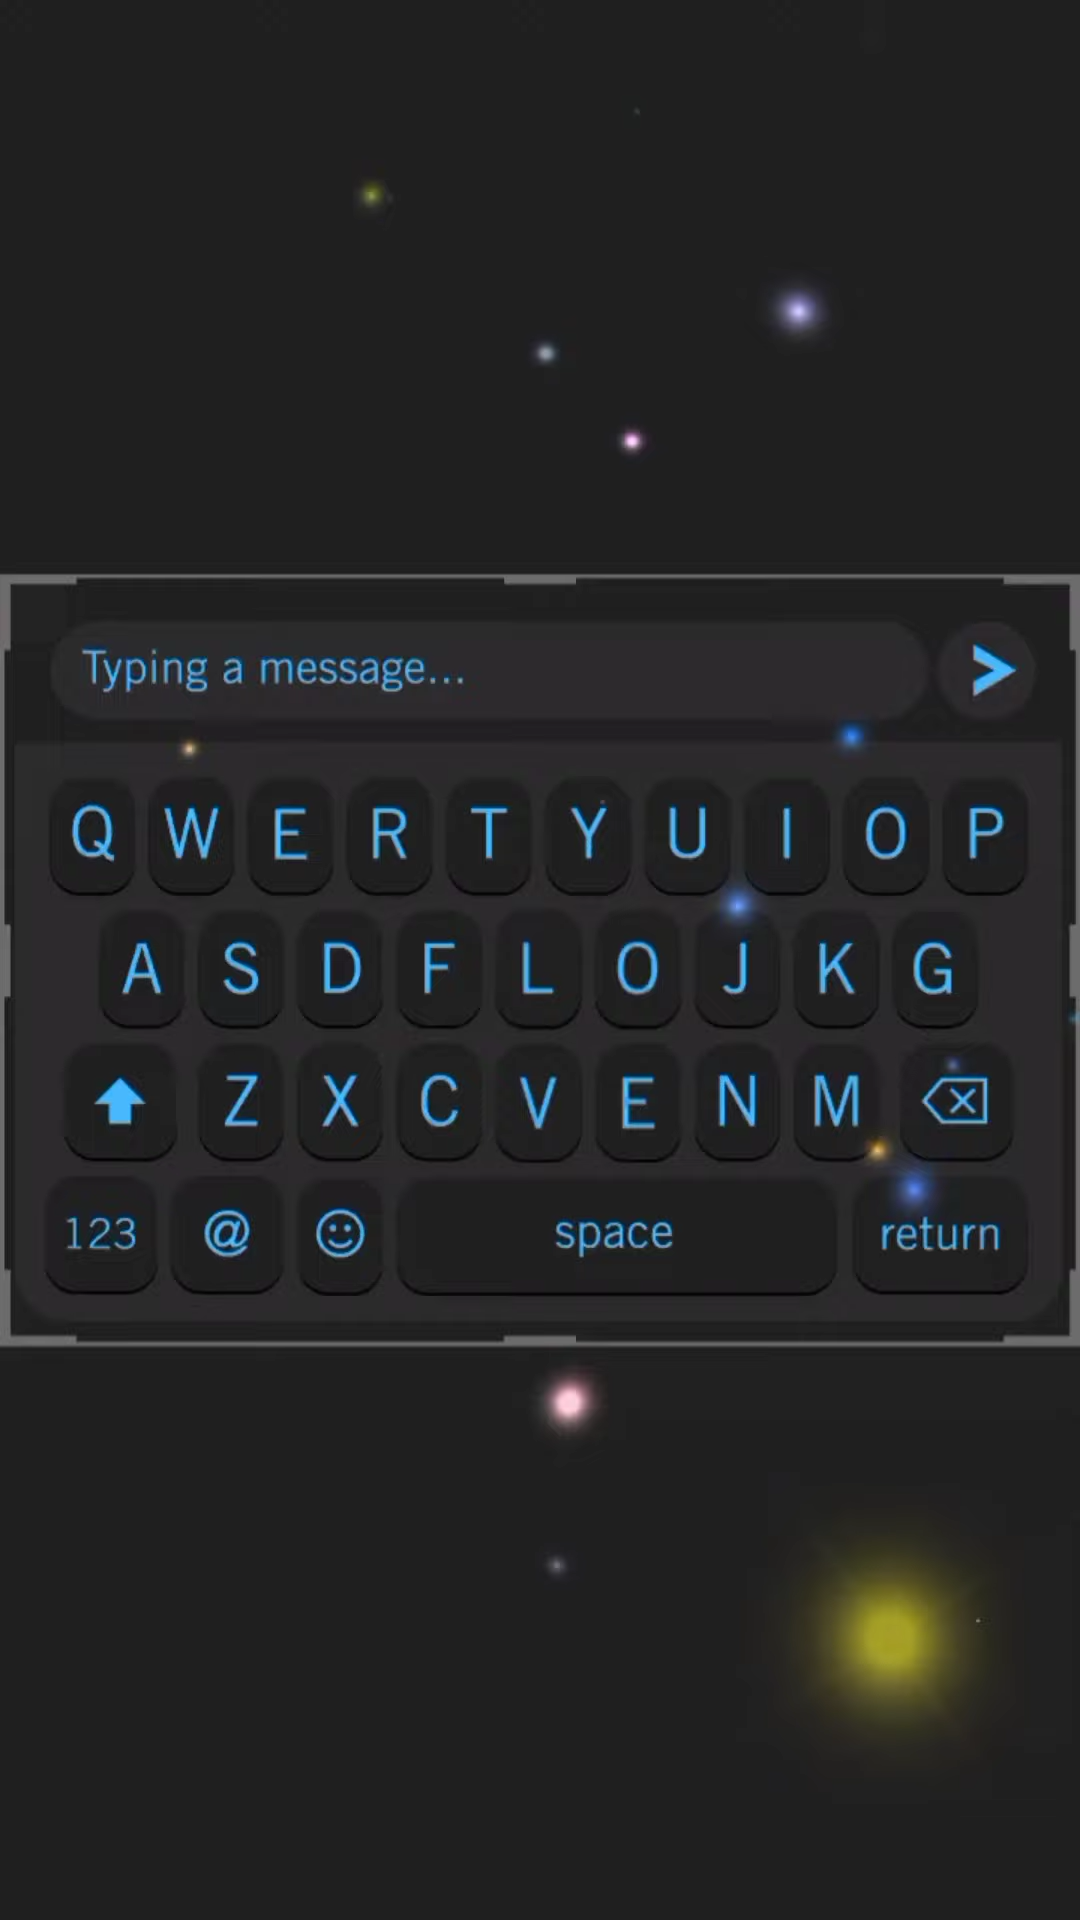 Typing a message...
Q W E R T Y U I O P
A S D F L O J K G
Z X C V E N M
123 @ space return